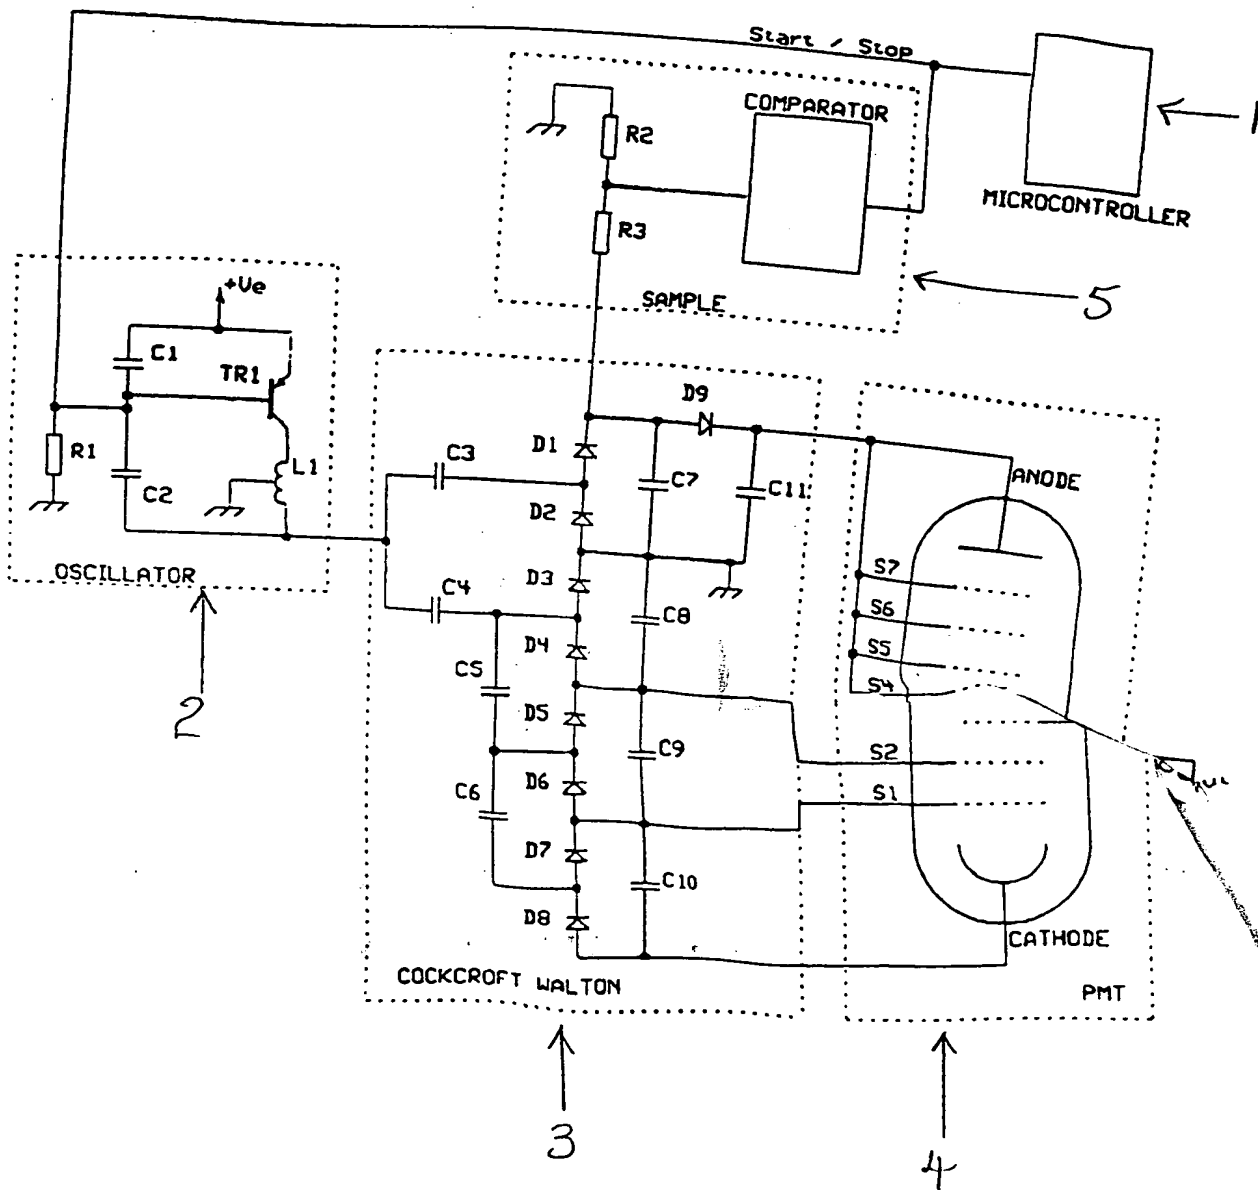 Start / Stop
COMPARATOR
R2
1
R3
MICROCONTROLLER
SAMPLE
5
+Ve
C1
TR1
R1
C2
L1
OSCILLATOR
2
D9
D1
C3
C7
C11
ANODE
D2
D3
C4
C8
S7
S6
S5
S4
D4
C5
D5
C9
S2
D6
C6
S1
D7
C10
D8
CATHODE
COCKCROFT WALTON
PMT
3
4